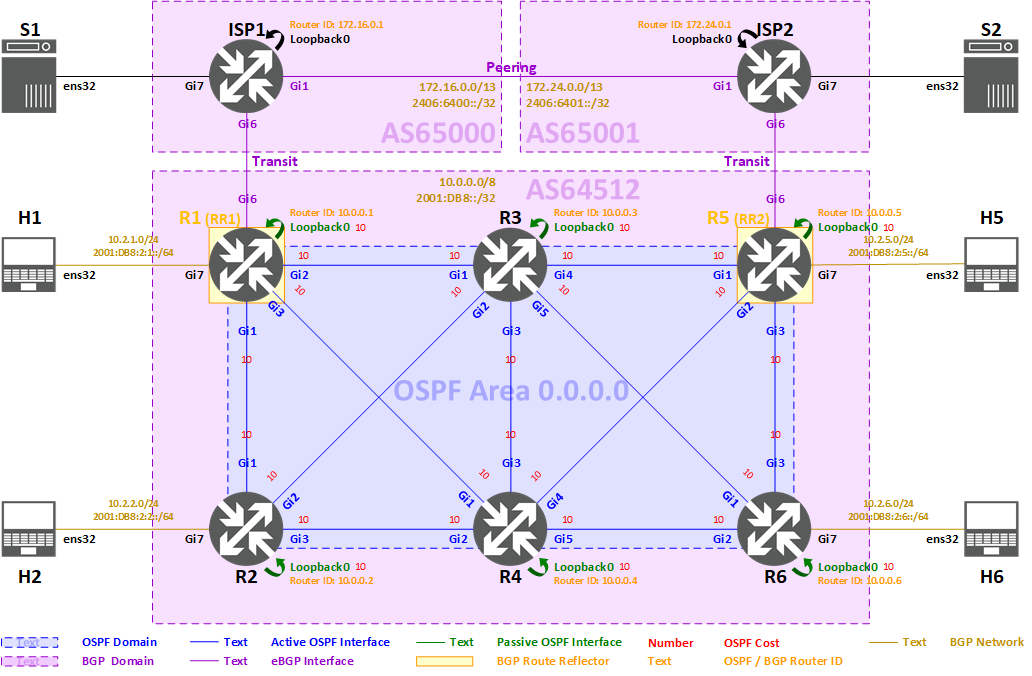 S1
ISP1
Router ID: 172.16.0.1
Loopback0
Router ID: 172.24.0.1
Loopback0
ISP2
S2
ens32
Gi7
Gi1
Peering
Gi1
Gi7
ens32
172.16.0.0/13
2406:6400::/32
172.24.0.0/13
2406:6401::/32
Gi6
AS65000
AS65001
Gi6
Transit
Transit
10.0.0.0/8
2001:DB8::/32
AS64512
Gi6
Gi6
H1
R1 (RR1)
Router ID: 10.0.0.1
Loopback0 10
R3
Router ID: 10.0.0.3
Loopback0 10
R5 (RR2)
Router ID: 10.0.0.5
Loopback0 10
H5
10.2.1:0/24
2001:DB8:2:1::/64
10.2.5:0/24
2001:DB8:2:5::/64
ens32
Gi7
10
Gi2
10
Gi1
10
Gi4
10
Gi1
Gi7
ens32
10
Gi3
10
Gi2
10
Gi5
10
Gi2
Gi1
Gi3
Gi3
10
10
10
OSPF Area 0.0.0.0
10
10
10
Gi1
Gi3
Gi3
10
Gi2
10
Gi1
10
Gi4
10
Gi1
10.2.2:0/24
2001:DB8:2:2::/64
10.2.6:0/24
2001:DB8:2:6::/64
ens32
Gi7
10
Gi3
10
Gi2
10
Gi5
10
Gi2
Gi7
ens32
H2
R2
Loopback0 10
Router ID: 10.0.0.2
R4
Loopback0 10
Router ID: 10.0.0.4
R6
Loopback0 10
Router ID: 10.0.0.6
H6
Text
OSPF Domain
Text
Active OSPF Interface
Text
Passive OSPF Interface
Number
OSPF Cost
Text
BGP Network
Text
BGP Domain
Text
eBGP Interface
BGP Route Reflector
Text
OSPF / BGP Router ID